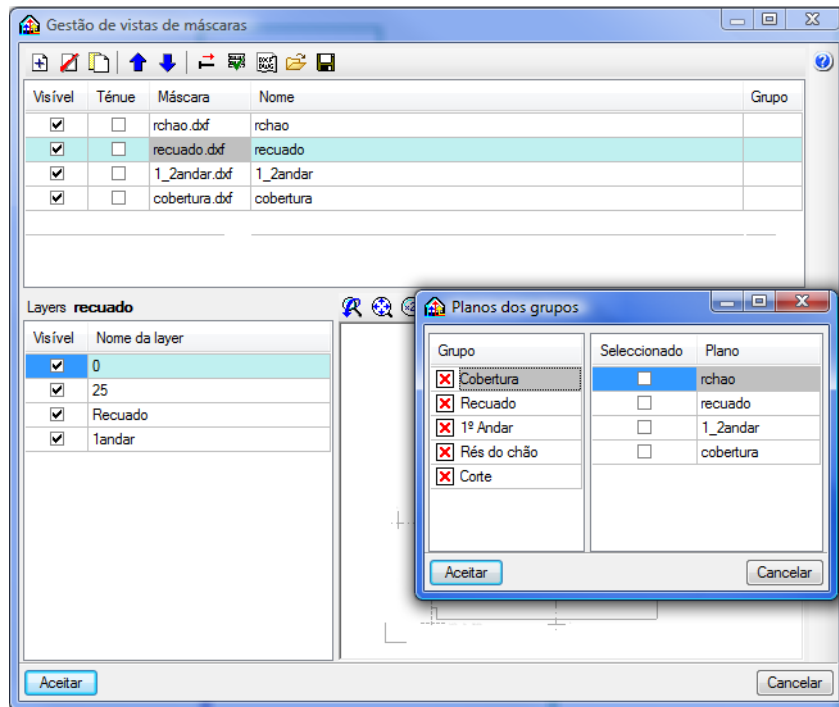 Gestão de vistas de máscaras
Visível Ténue Máscara Nome Grupo
rchao.dxf rchao
recuado.dxf recuado
1_2andar.dxf 1_2andar
cobertura.dxf cobertura
Layers recuado
Visível Nome da layer
0
25
Recuado
1andar
Planos dos grupos
Grupo Seleccionado Plano
Cobertura rchao
Recuado recuado
1º Andar 1_2andar
Rés do chão cobertura
Corte
Aceitar Cancelar
Aceitar Cancelar